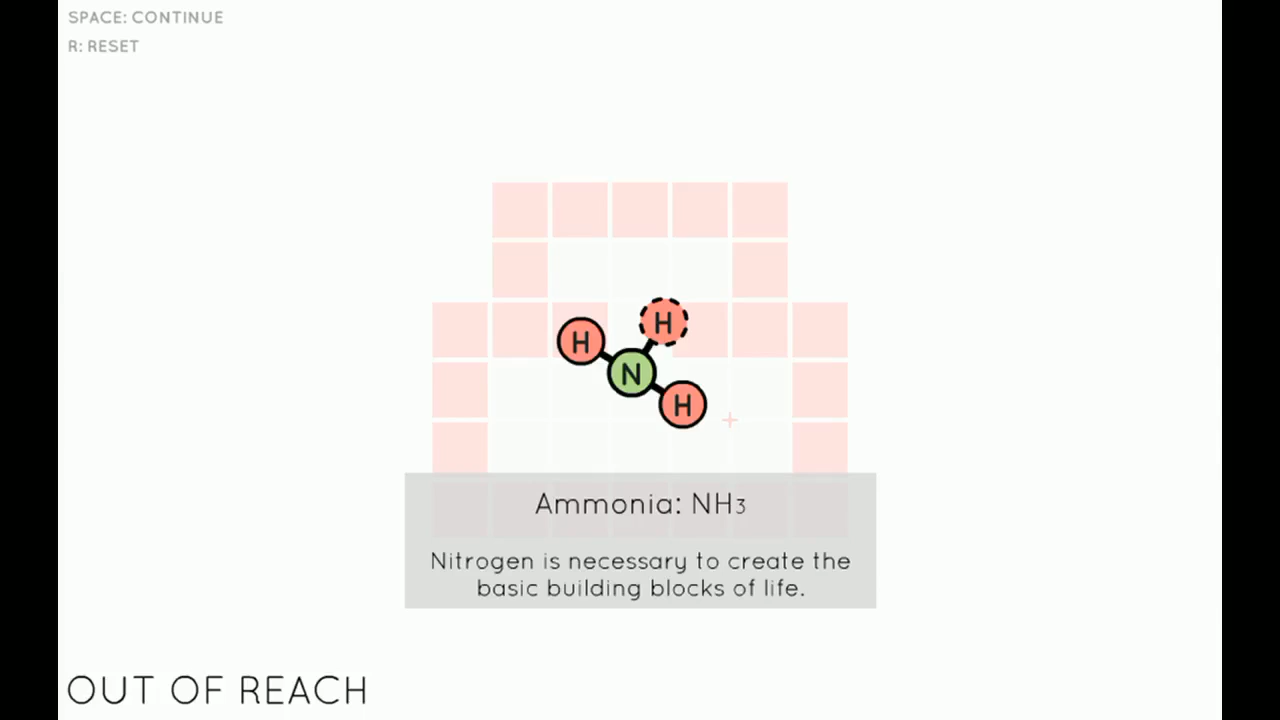 SPACE: CONTINUE
R: RESET
H
H
N
H
Ammonia: NH₃
Nitrogen is necessary to create the
basic building blocks of life.
OUT OF REACH